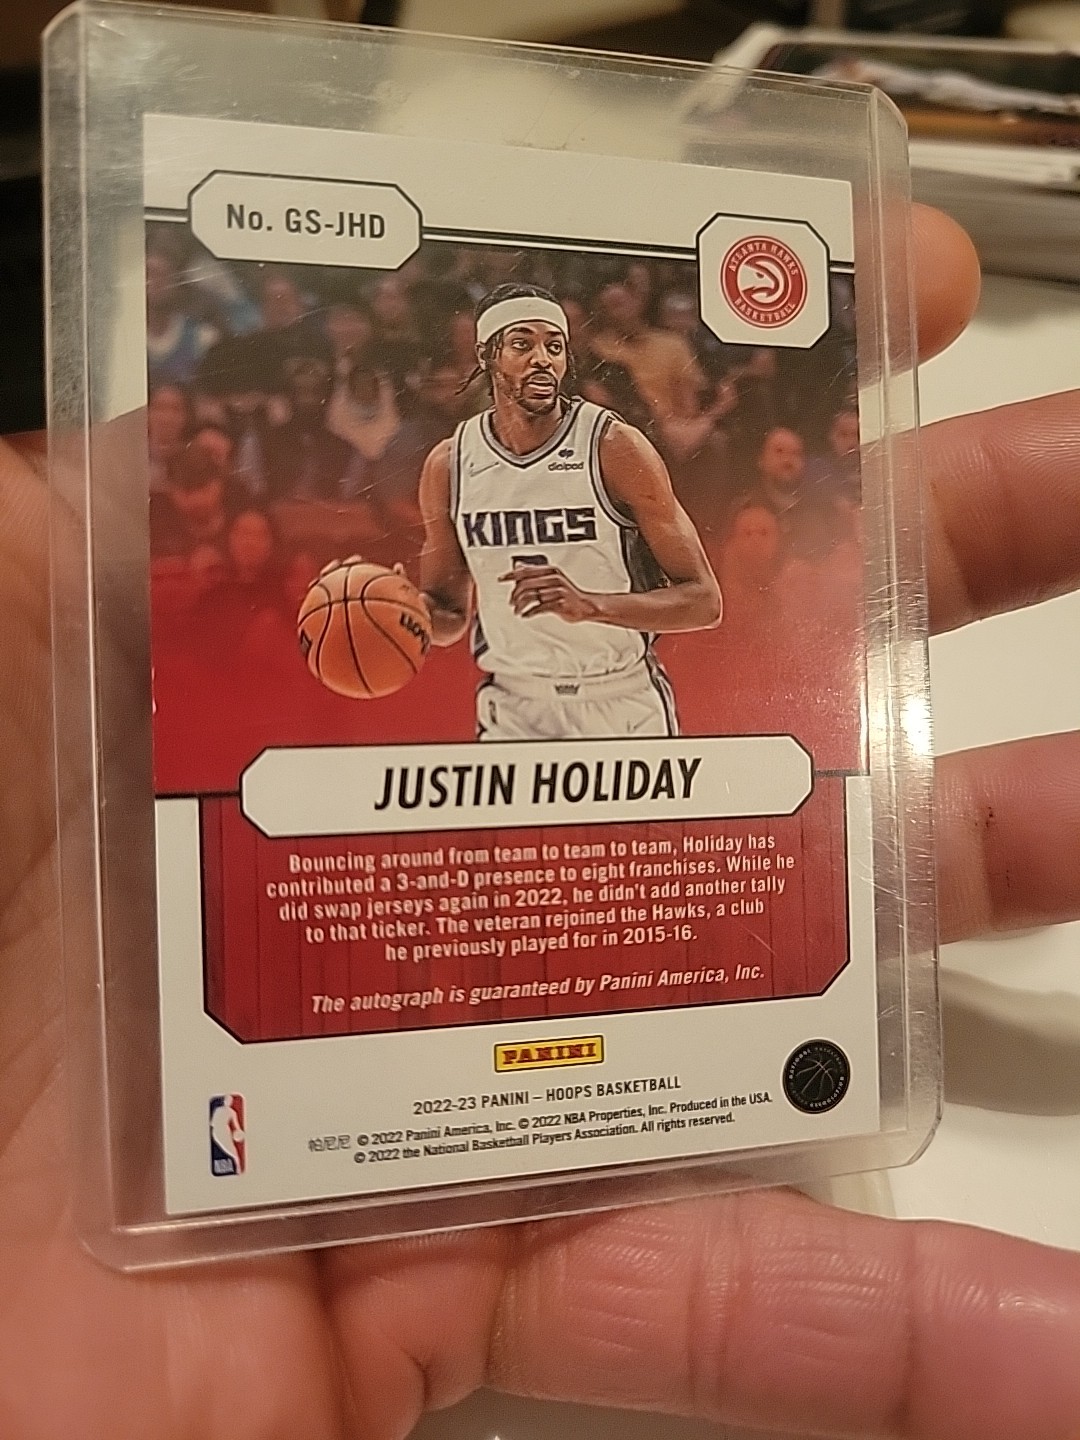 No. GS-JHD
ATLANTA HAWKS
BASKETBALL
dialpad
KINGS
JUSTIN HOLIDAY
Bouncing around from team to team to team, Holiday has
contributed a 3-and-D presence to eight franchises. While he
did swap jerseys again in 2022, he didn't add another tally
to that ticker. The veteran rejoined the Hawks, a club
he previously played for in 2015-16.
The autograph is guaranteed by Panini America, Inc.
PANINI
2022-23 PANINI – HOOPS BASKETBALL
帕尼尼 © 2022 Panini America, Inc. © 2022 NBA Properties, Inc. Produced in the USA.
© 2022 the National Basketball Players Association. All rights reserved.
NBA